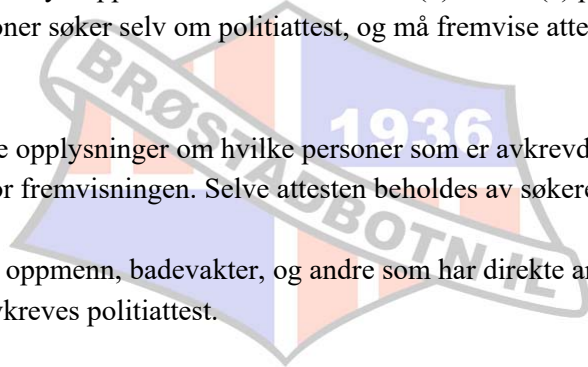 oner søker selv om politiattest, og må fremvise atte
BRØSTADBOTN IL
1936
e opplysninger om hvilke personer som er avkrevd
or fremvisningen. Selve attesten beholdes av søkere
oppmenn, badevakter, og andre som har direkte an
vkreves politiattest.